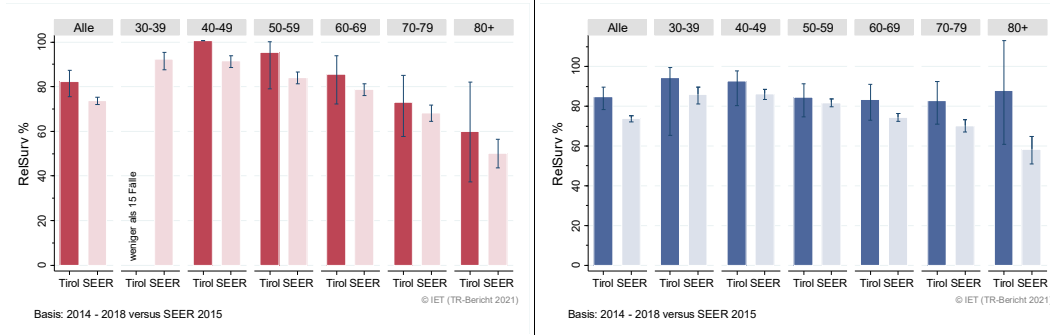 Alle 30-39 40-49 50-59 60-69 70-79 80+
RelSurv %
0 20 40 60 80 100
weniger als 15 Fälle
Tirol SEER Tirol SEER Tirol SEER Tirol SEER Tirol SEER Tirol SEER Tirol SEER
© IET (TR-Bericht 2021)
Basis: 2014 - 2018 versus SEER 2015
Alle 30-39 40-49 50-59 60-69 70-79 80+
RelSurv %
0 20 40 60 80 100
Tirol SEER Tirol SEER Tirol SEER Tirol SEER Tirol SEER Tirol SEER Tirol SEER
© IET (TR-Bericht 2021)
Basis: 2014 - 2018 versus SEER 2015